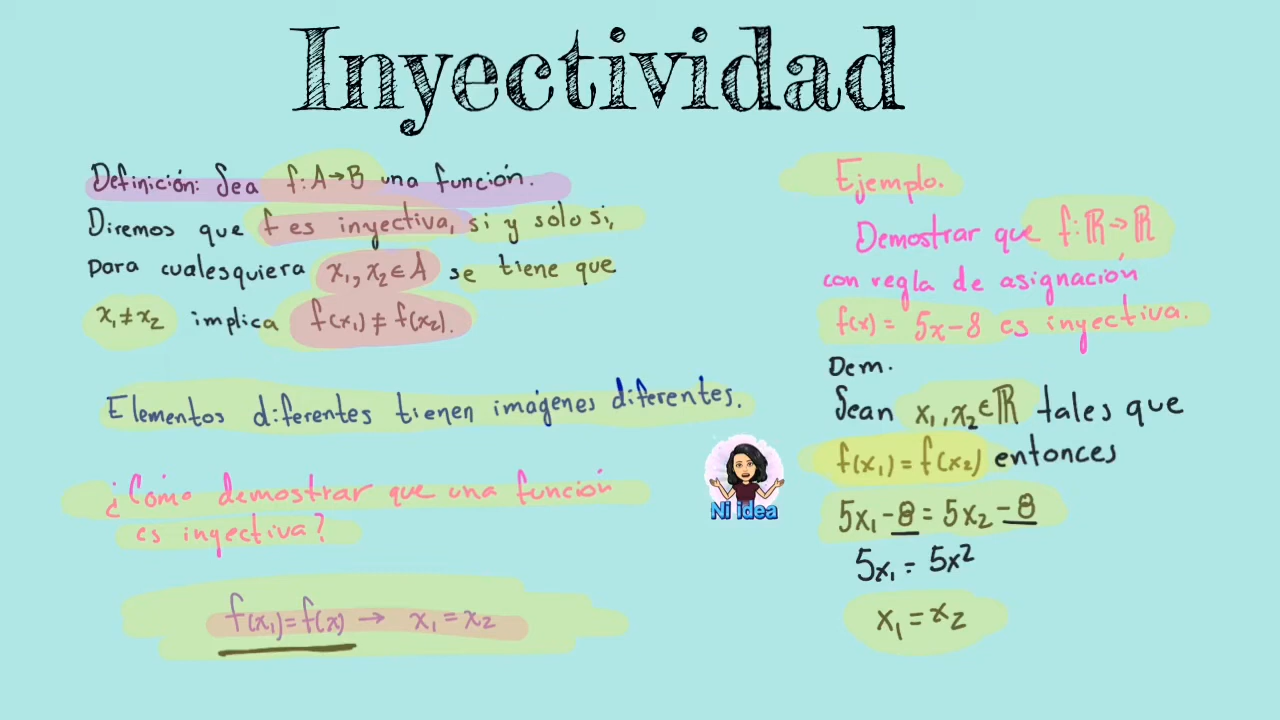 Inyectividad
Definición: Sea f: A → B una función.
Diremos que f es inyectiva, si y sólo si,
para cualesquiera x₁, x₂ ∈ A se tiene que
x₁ ≠ x₂ implica f(x₁) ≠ f(x₂).
Elementos diferentes tienen imágenes diferentes.
¿Cómo demostrar que una función
es inyectiva?
f(x₁) = f(x) → x₁ = x₂
Ni idea
Ejemplo.
Demostrar que f: ℝ → ℝ
con regla de asignación
f(x) = 5x - 8 es inyectiva.
Dem.
Sean x₁, x₂ ∈ ℝ tales que
f(x₁) = f(x₂) entonces
5x₁ - 8 = 5x₂ - 8
5x₁ = 5x²
x₁ = x₂